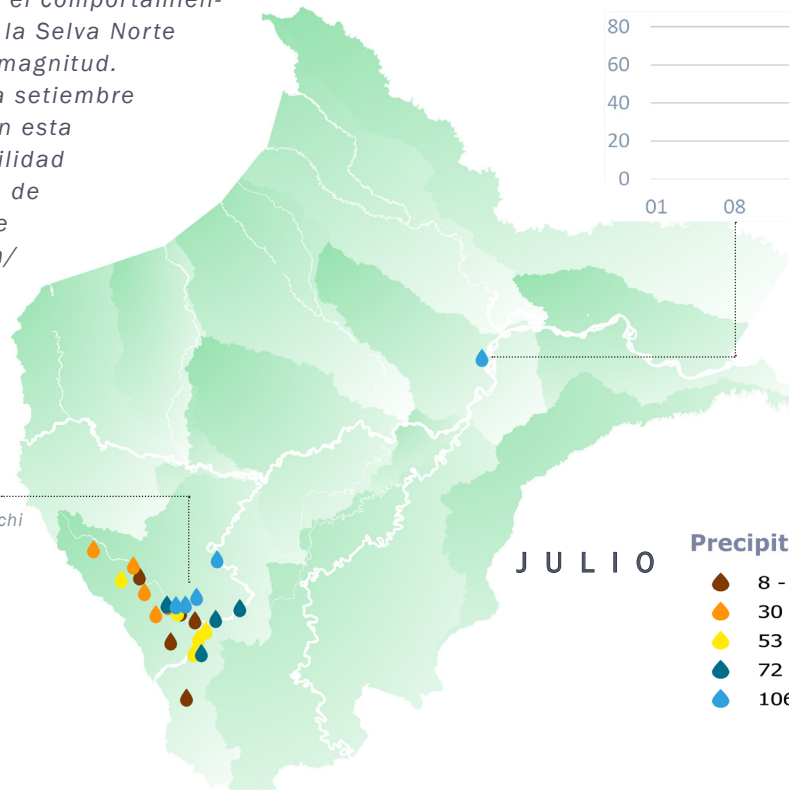 el comportamien-
la Selva Norte
magnitud.
a setiembre
n esta
ilidad
de
e
/
80
60
40
20
0
01 08
chi
JULIO
Precipit
8 -
30
53
72
106